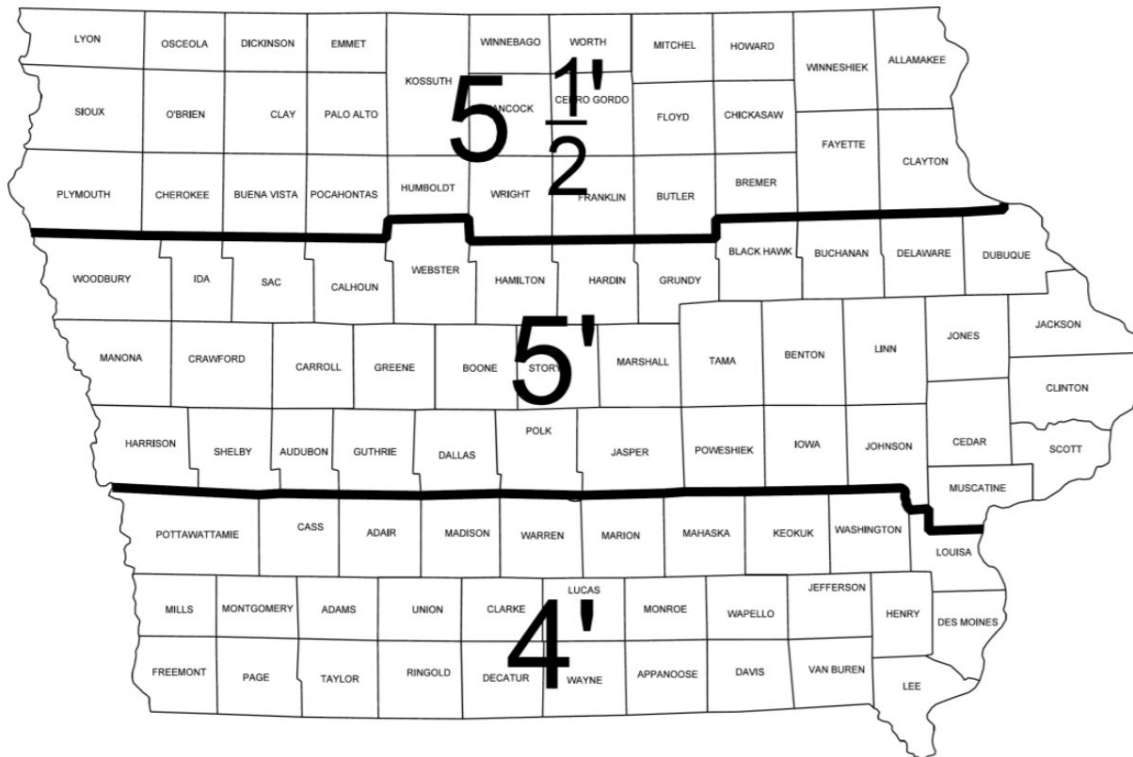 LYON OSCEOLA DICKINSON EMMET WINNEBAGO WORTH MITCHEL HOWARD
KOSSUTH WINNESHIEK ALLAMAKEE
SIOUX O'BRIEN CLAY PALO ALTO FLOYD CHICKASAW
5 1'/2
FAYETTE CLAYTON
PLYMOUTH CHEROKEE BUENA VISTA POCAHONTAS HUMBOLDT WRIGHT FRANKLIN BUTLER BREMER
WOODBURY IDA SAC CALHOUN WEBSTER HAMILTON HARDIN GRUNDY BLACK HAWK BUCHANAN DELAWARE DUBUQUE
MANONA CRAWFORD CARROLL GREENE BOONE STORY MARSHALL TAMA BENTON LINN JONES JACKSON
5'
CLINTON
HARRISON SHELBY AUDUBON GUTHRIE DALLAS POLK JASPER POWESHIEK IOWA JOHNSON CEDAR SCOTT
MUSCATINE
POTTAWATTAMIE CASS ADAIR MADISON WARREN MARION MAHASKA KEOKUK WASHINGTON
LOUISA
MILLS MONTGOMERY ADAMS UNION CLARKE LUCAS MONROE WAPELLO JEFFERSON HENRY DES MOINES
4'
FREEMONT PAGE TAYLOR RINGOLD DECATUR WAYNE APPANOOSE DAVIS VAN BUREN LEE